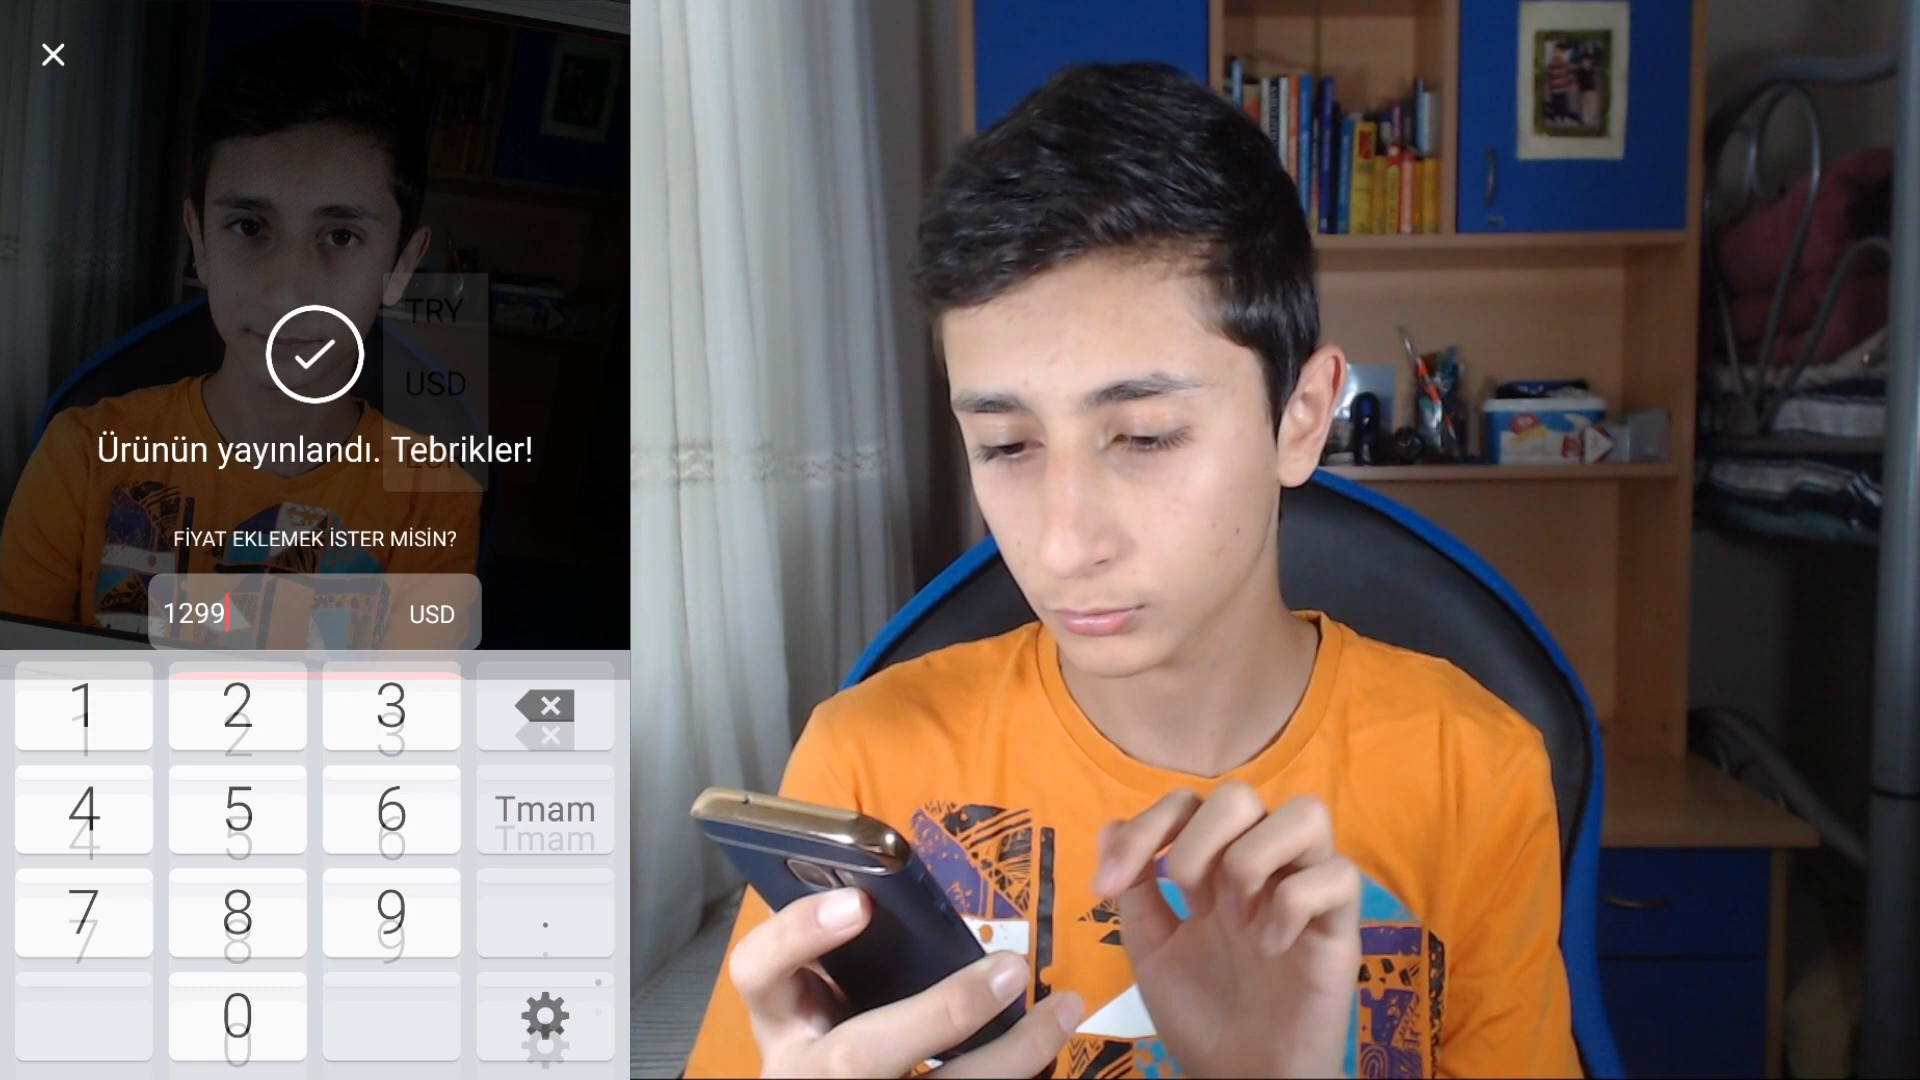 TRY
USD
Ürünün yayınlandı. Tebrikler!
FİYAT EKLEMEK İSTER MİSİN?
1299 USD
1 2 3
4 5 6 Tmam
7 8 9 .
0